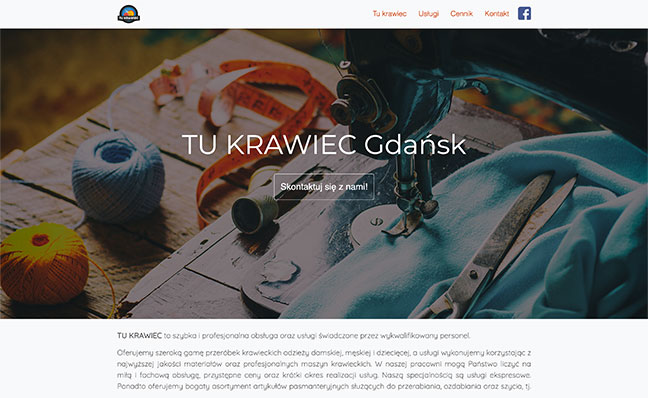 TU KRAWIEC
Tu krawiec Usługi Cennik Kontakt
TU KRAWIEC Gdańsk
Skontaktuj się z nami!
TU KRAWIEC to szybka i profesjonalna obsługa oraz usługi świadczone przez wykwalifikowany personel.
Oferujemy szeroką gamę przeróbek krawieckich odzieży damskiej, męskiej i dziecięcej, a usługi wykonujemy korzystając z
najwyższej jakości materiałów oraz profesjonalnych maszyn krawieckich. W naszej pracowni mogą Państwo liczyć na
miłą i fachową obsługę, przystępne ceny oraz krótki okres realizacji usług. Naszą specjalnością są usługi ekspresowe.
Ponadto oferujemy bogaty asortyment artykułów pasmanteryjnych służących do przerabiania, ozdabiania oraz szycia, tj.